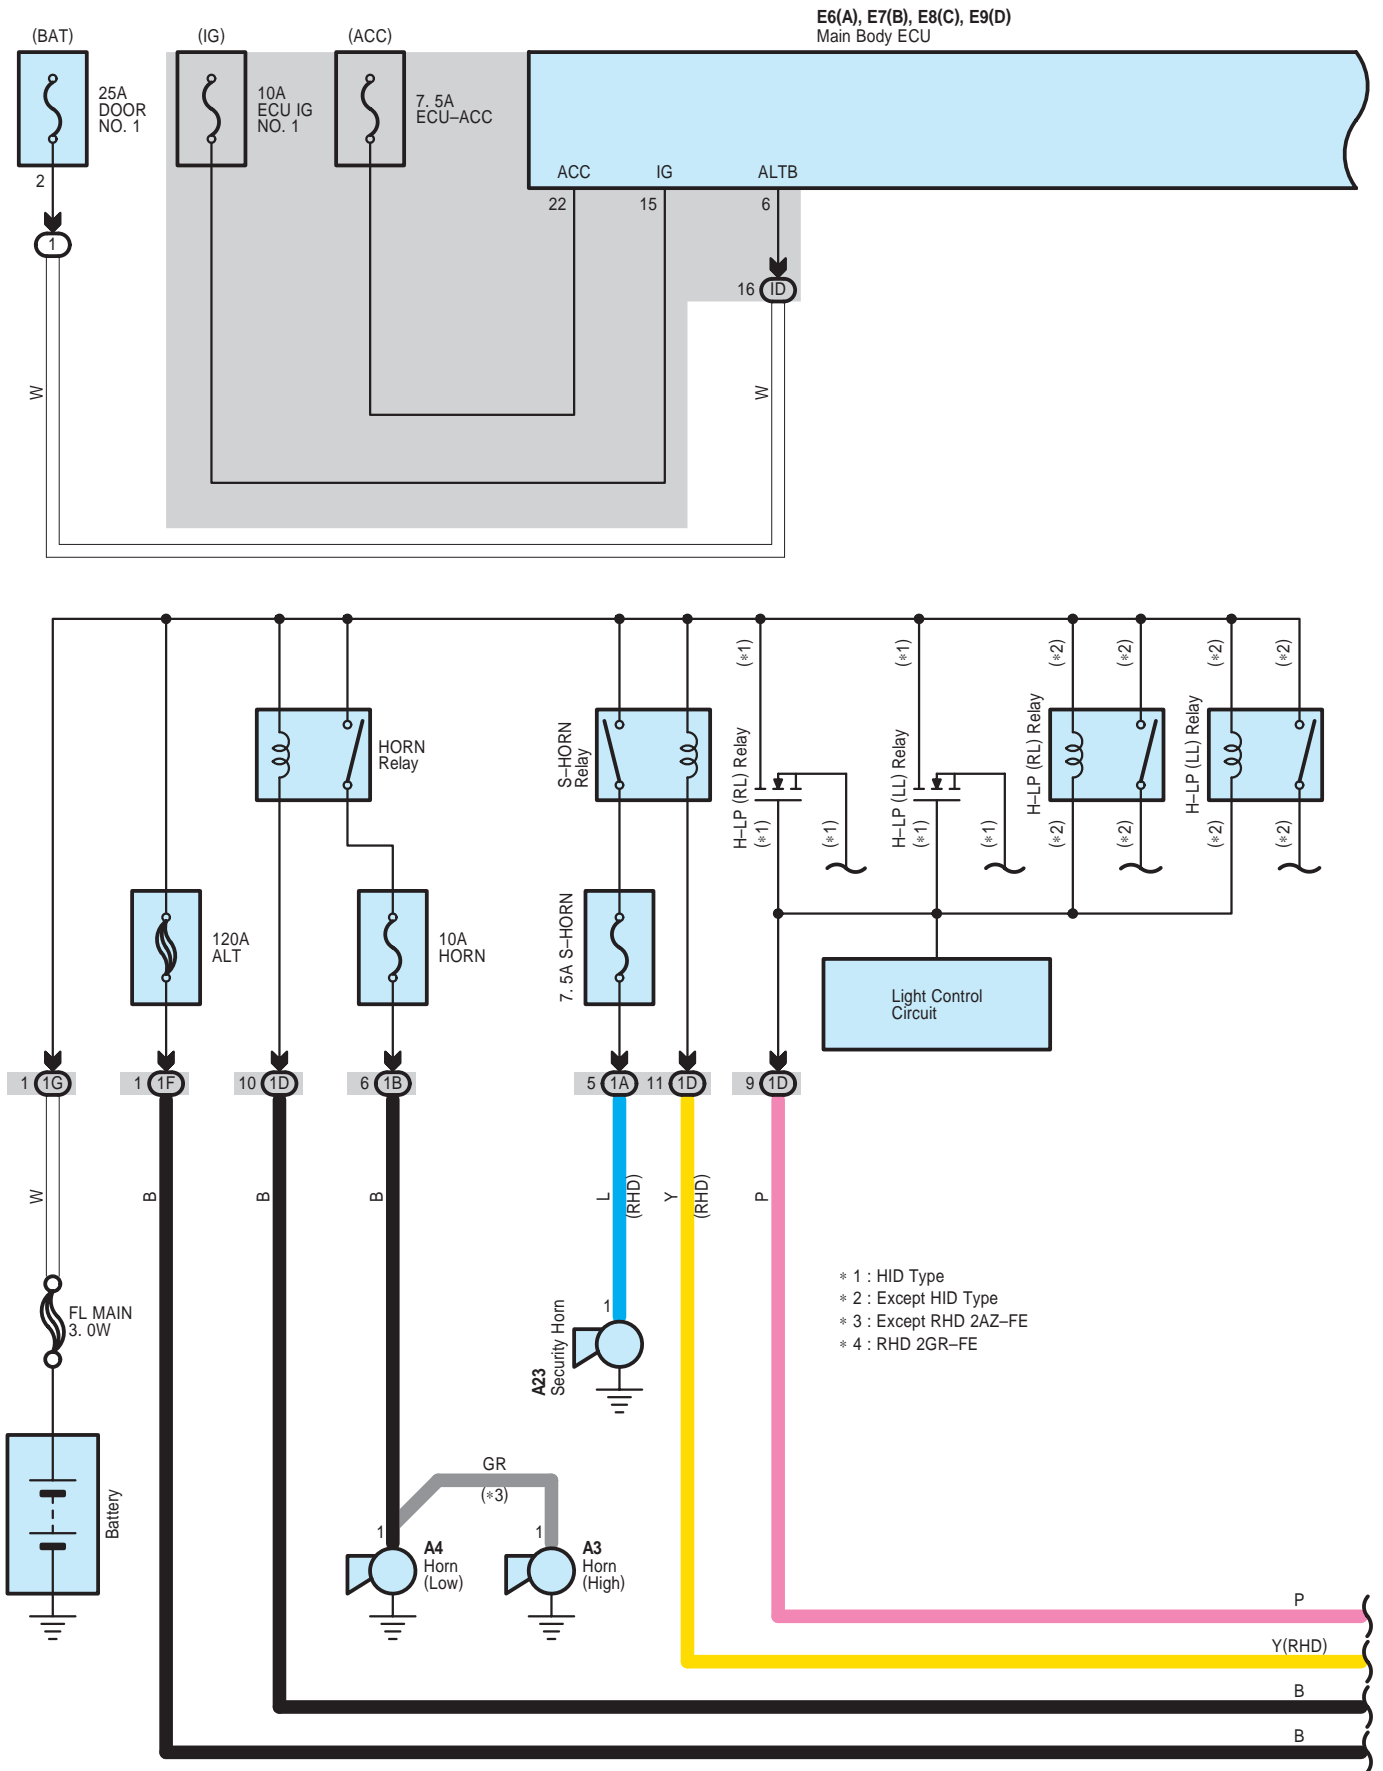 E6(A), E7(B), E8(C), E9(D)
Main Body ECU
(BAT)
(IG)
(ACC)
25A
DOOR
NO. 1
10A
ECU IG
NO. 1
7. 5A
ECU–ACC
ACC
IG
ALTB
2
22
15
6
1
16
ID
W
W
(∗1)
(∗1)
(∗2)
(∗2)
(∗2)
(∗2)
HORN
Relay
S–HORN
Relay
H–LP (RL) Relay
H–LP (LL) Relay
H–LP (RL) Relay
H–LP (LL) Relay
(∗1)
(∗1)
(∗1)
(∗1)
(∗2)
(∗2)
(∗2)
(∗2)
120A
ALT
10A
HORN
7. 5A S–HORN
Light Control
Circuit
1
1G
1
1F
10
1D
6
1B
5
1A
11
1D
9
1D
W
B
B
B
L
(RHD)
Y
(RHD)
P
∗ 1 : HID Type
∗ 2 : Except HID Type
∗ 3 : Except RHD 2AZ–FE
∗ 4 : RHD 2GR–FE
FL MAIN
3. 0W
1
A23
Security Horn
Battery
GR
(∗3)
1
A4
Horn
(Low)
1
A3
Horn
(High)
P
Y(RHD)
B
B